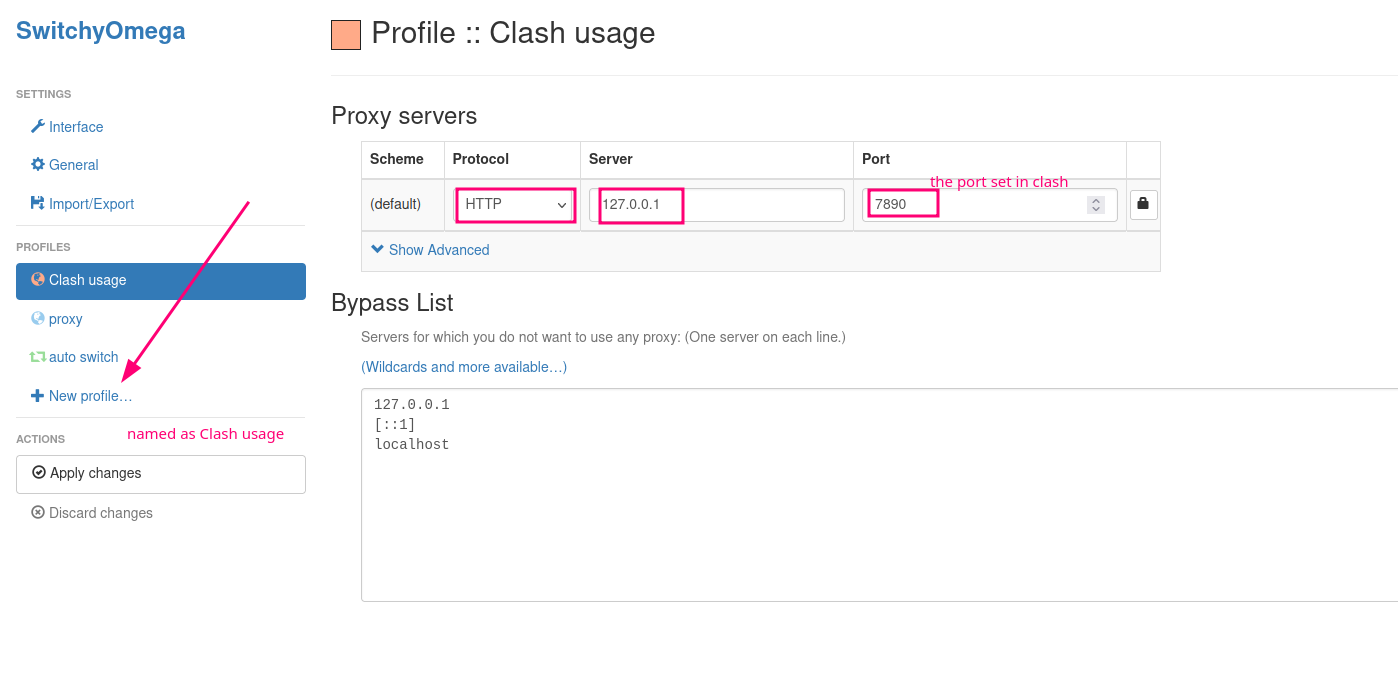 SwitchyOmega
SETTINGS
Interface
General
Import/Export
PROFILES
Clash usage
proxy
auto switch
New profile…
named as Clash usage
ACTIONS
Apply changes
Discard changes
Profile :: Clash usage
Proxy servers
Scheme Protocol Server Port
the port set in clash
(default) HTTP 127.0.0.1 7890
Show Advanced
Bypass List
Servers for which you do not want to use any proxy: (One server on each line.)
(Wildcards and more available…)
127.0.0.1
[::1]
localhost